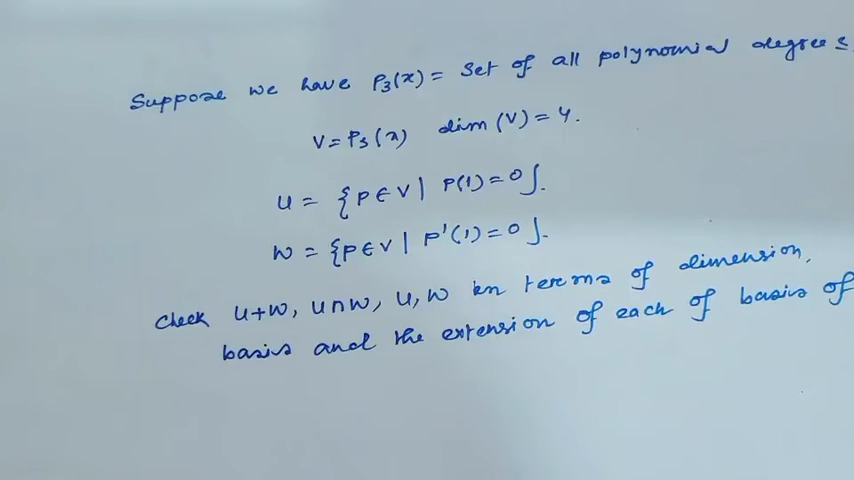 Suppose we have P₃(x) = Set of all polynomial degrees
V = P₃(x) dim (V) = 4.
U = {P ∈ V | P(1) = 0}.
W = {P ∈ V | P'(1) = 0}.
Check U+W, U∩W, U, W in terms of dimension,
basis and the extension of each of basis of